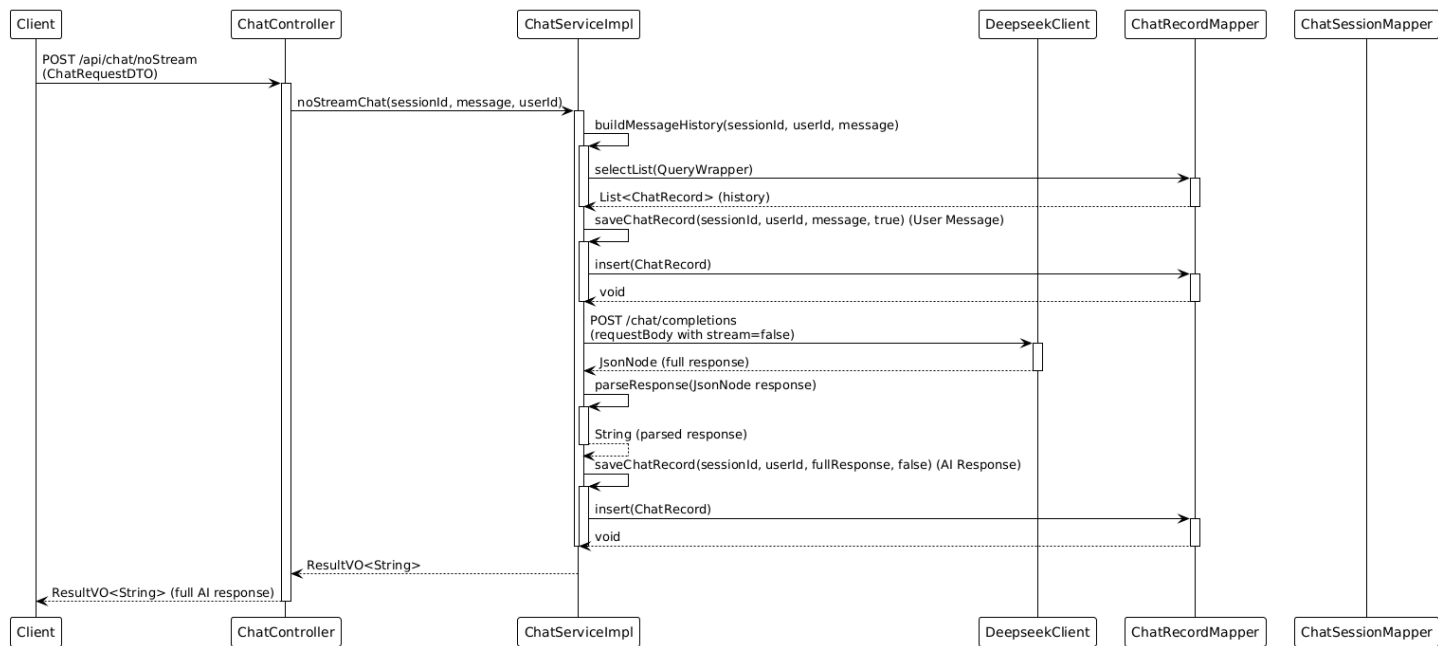 Client
ChatController
ChatServiceImpl
DeepseekClient
ChatRecordMapper
ChatSessionMapper
POST /api/chat/noStream
(ChatRequestDTO)
noStreamChat(sessionId, message, userId)
buildMessageHistory(sessionId, userId, message)
selectList(QueryWrapper)
List<ChatRecord> (history)
saveChatRecord(sessionId, userId, message, true) (User Message)
insert(ChatRecord)
void
POST /chat/completions
(requestBody with stream=false)
JsonNode (full response)
parseResponse(JsonNode response)
String (parsed response)
saveChatRecord(sessionId, userId, fullResponse, false) (AI Response)
insert(ChatRecord)
void
ResultVO<String>
ResultVO<String> (full AI response)
Client
ChatController
ChatServiceImpl
DeepseekClient
ChatRecordMapper
ChatSessionMapper